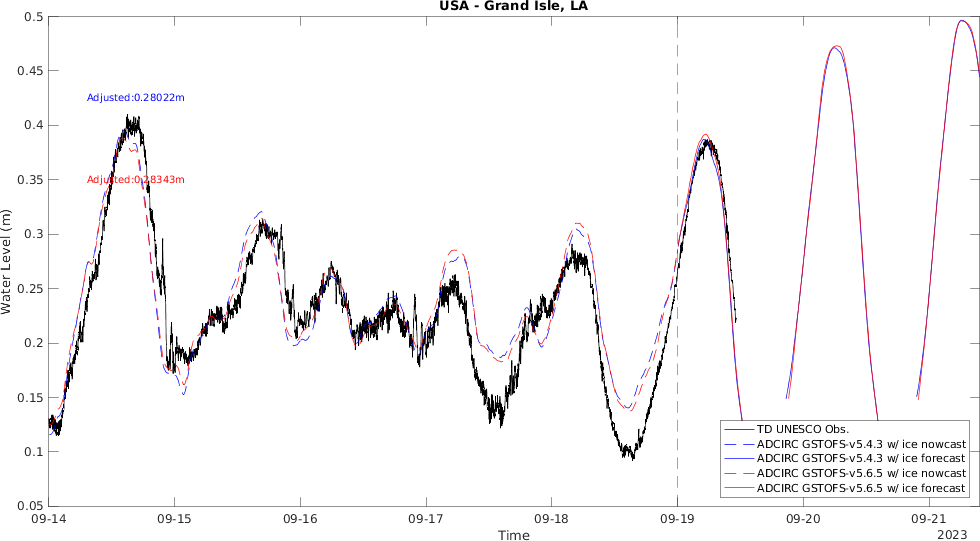 USA - Grand Isle, LA
0.5
0.45
0.4
0.35
0.3
0.25
0.2
0.15
0.1
0.05
Water Level (m)
Adjusted:0.28022m
Adjusted:0.28343m
TD UNESCO Obs.
ADCIRC GSTOFS-v5.4.3 w/ ice nowcast
ADCIRC GSTOFS-v5.4.3 w/ ice forecast
ADCIRC GSTOFS-v5.6.5 w/ ice nowcast
ADCIRC GSTOFS-v5.6.5 w/ ice forecast
09-14 09-15 09-16 09-17 09-18 09-19 09-20 09-21
Time
2023